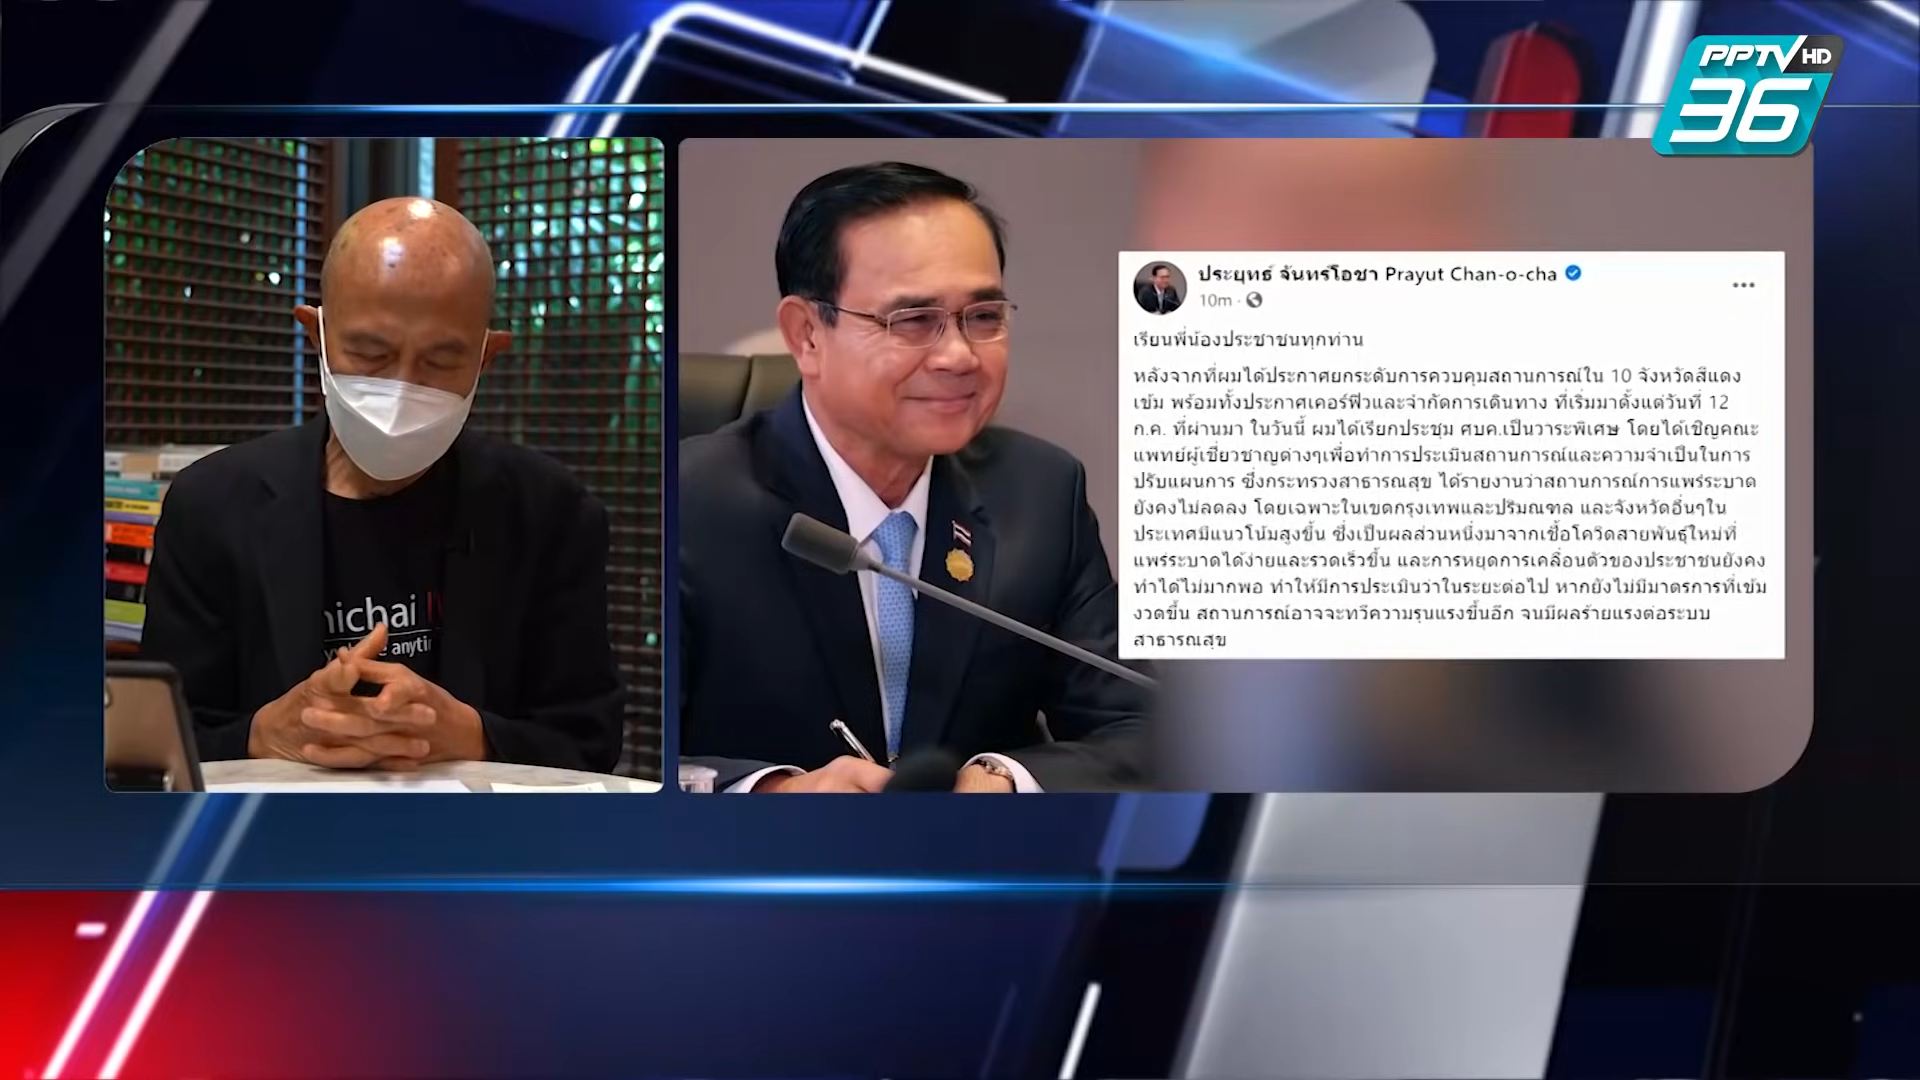 PPTV HD
36
ประยุทธ์ จันทร์โอชา Prayut Chan-o-cha
10m
เรียนพี่น้องประชาชนทุกท่าน
หลังจากที่ผมได้ประกาศยกระดับการควบคุมสถานการณ์ใน 10 จังหวัดสีแดง
เข้ม พร้อมทั้งประกาศเคอร์ฟิวและจำกัดการเดินทาง ที่เริ่มมาตั้งแต่วันที่ 12
ก.ค. ที่ผ่านมา ในวันนี้ ผมได้เรียกประชุม ศบค.เป็นวาระพิเศษ โดยได้เชิญคณะ
แพทย์ผู้เชี่ยวชาญต่างๆเพื่อทำการประเมินสถานการณ์และความจำเป็นในการ
ปรับแผนการ ซึ่งกระทรวงสาธารณสุข ได้รายงานว่าสถานการณ์การแพร่ระบาด
ยังคงไม่ลดลง โดยเฉพาะในเขตกรุงเทพและปริมณฑล และจังหวัดอื่นๆใน
ประเทศมีแนวโน้มสูงขึ้น ซึ่งเป็นผลส่วนหนึ่งมาจากเชื้อโควิดสายพันธุ์ใหม่ที่
แพร่ระบาดได้ง่ายและรวดเร็วขึ้น และการหยุดการเคลื่อนตัวของประชาชนยังคง
ทำได้ไม่มากพอ ทำให้มีการประเมินว่าในระยะต่อไป หากยังไม่มีมาตรการที่เข้ม
งวดขึ้น สถานการณ์อาจจะทวีความรุนแรงขึ้นอีก จนมีผลร้ายแรงต่อระบบ
สาธารณสุข
nichai